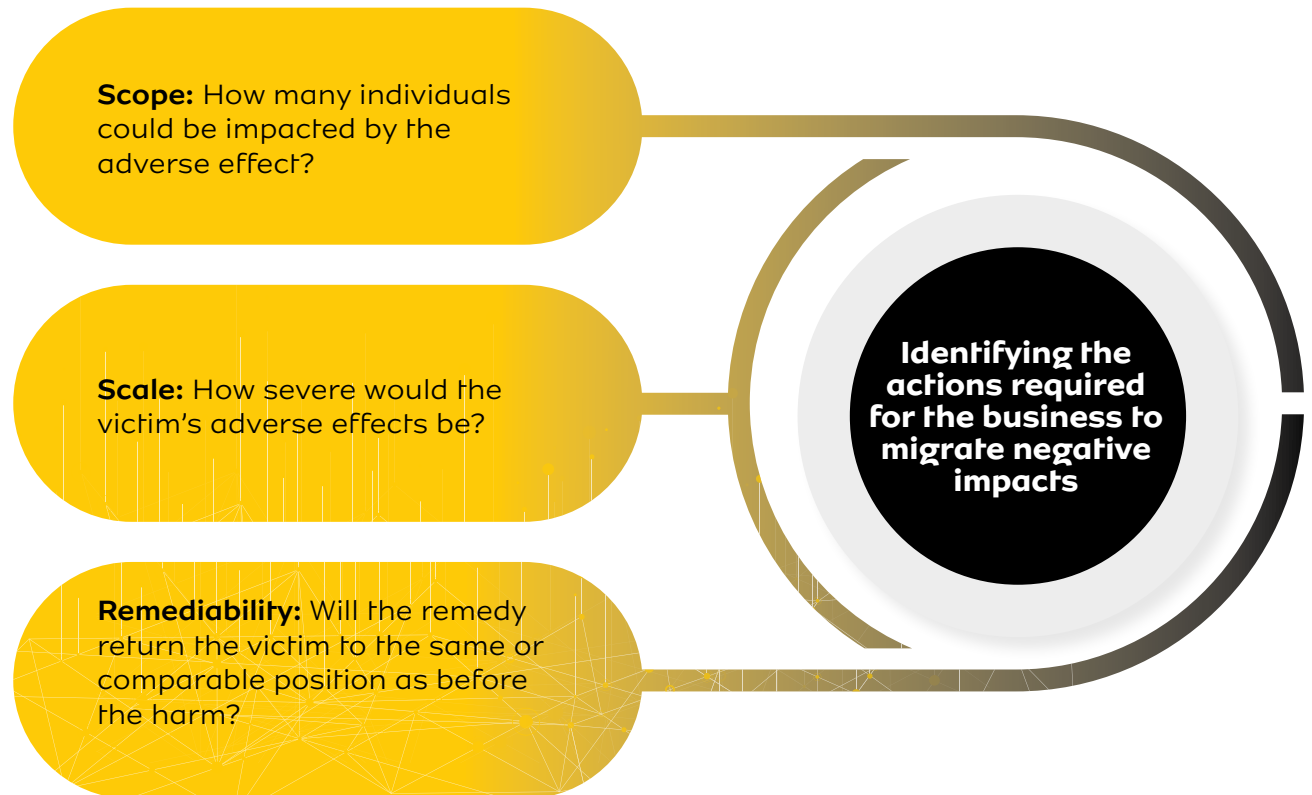 Scope: How many individuals
could be impacted by the
adverse effect?
Scale: How severe would the
victim's adverse effects be?
Remediability: Will the remedy
return the victim to the same or
comparable position as before
the harm?
Identifying the
actions required
for the business to
migrate negative
impacts